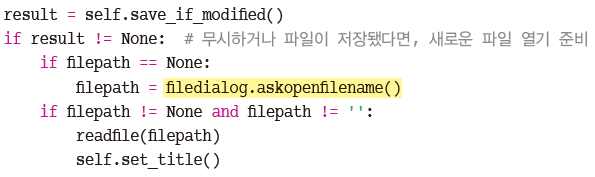 result = self.save_if_modified()
if result != None:  # 무시하거나 파일이 저장됐다면, 새로운 파일 열기 준비
    if filepath == None:
        filepath = filedialog.askopenfilename()
    if filepath != None and filepath != '':
        readfile(filepath)
        self.set_title()